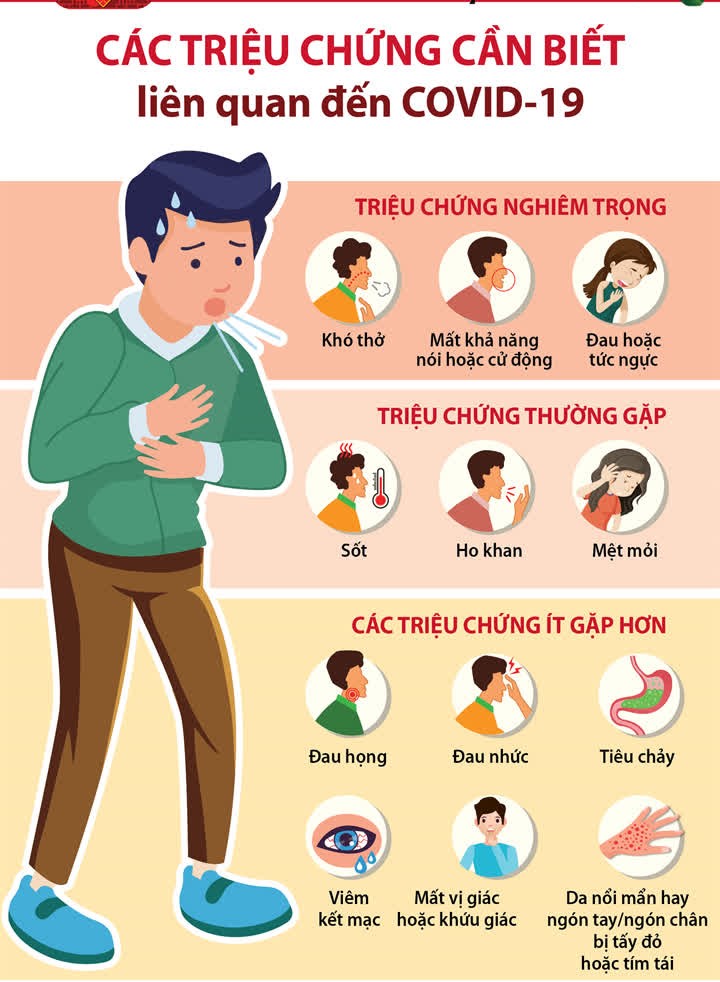 CÁC TRIỆU CHỨNG CẦN BIẾT
liên quan đến COVID-19
TRIỆU CHỨNG NGHIÊM TRỌNG
Khó thở
Mất khả năng
nói hoặc cử động
Đau hoặc
tức ngực
TRIỆU CHỨNG THƯỜNG GẶP
Sốt
Ho khan
Mệt mỏi
CÁC TRIỆU CHỨNG ÍT GẶP HƠN
Đau họng
Đau nhức
Tiêu chảy
Viêm
kết mạc
Mất vị giác
hoặc khứu giác
Da nổi mẩn hay
ngón tay/ngón chân
bị tấy đỏ
hoặc tím tái